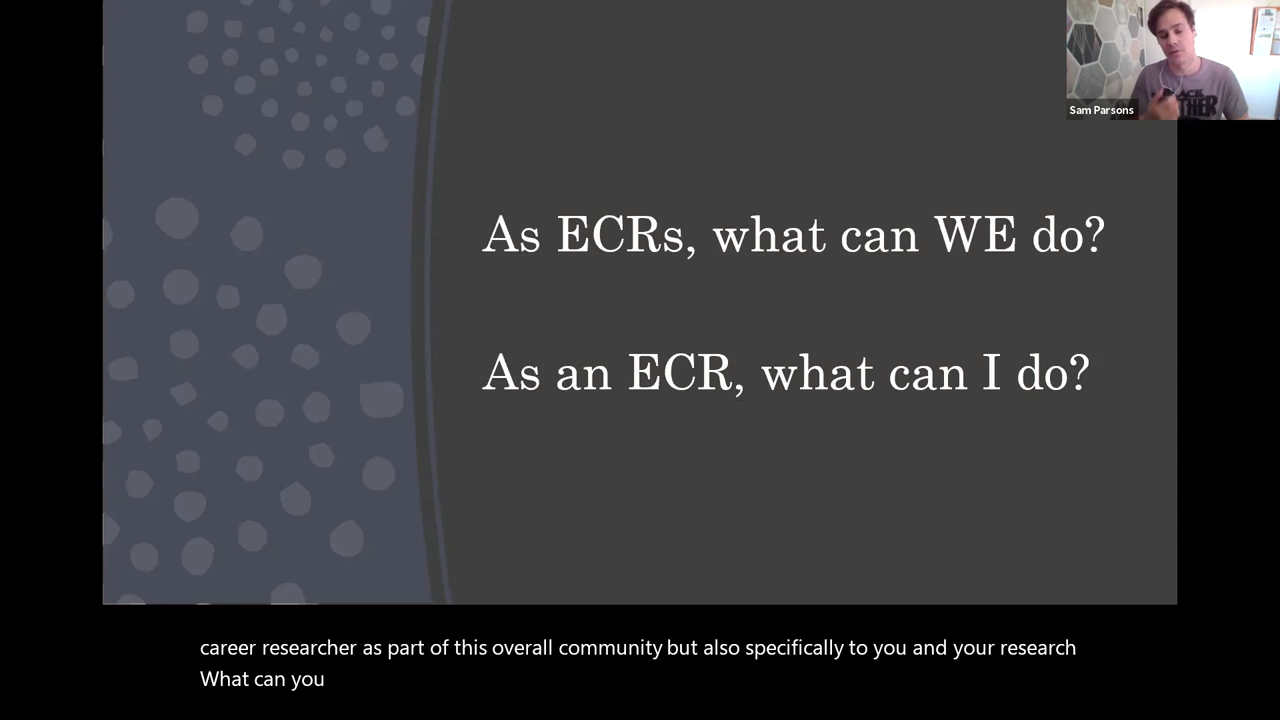 Sam Parsons
As ECRs, what can WE do?
As an ECR, what can I do?
career researcher as part of this overall community but also specifically to you and your research
What can you